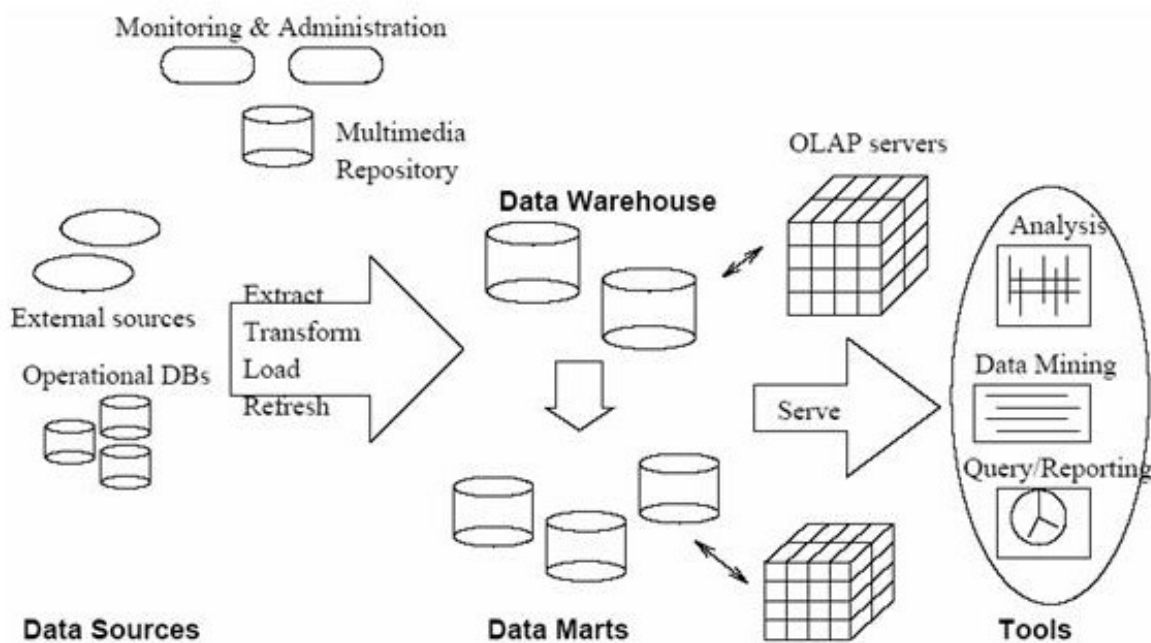 Monitoring & Administration
Multimedia
Repository
OLAP servers
Data Warehouse
Analysis
External sources
Extract
Transform
Load
Refresh
Operational DBs
Data Mining
Serve
Query/Reporting
Data Sources
Data Marts
Tools